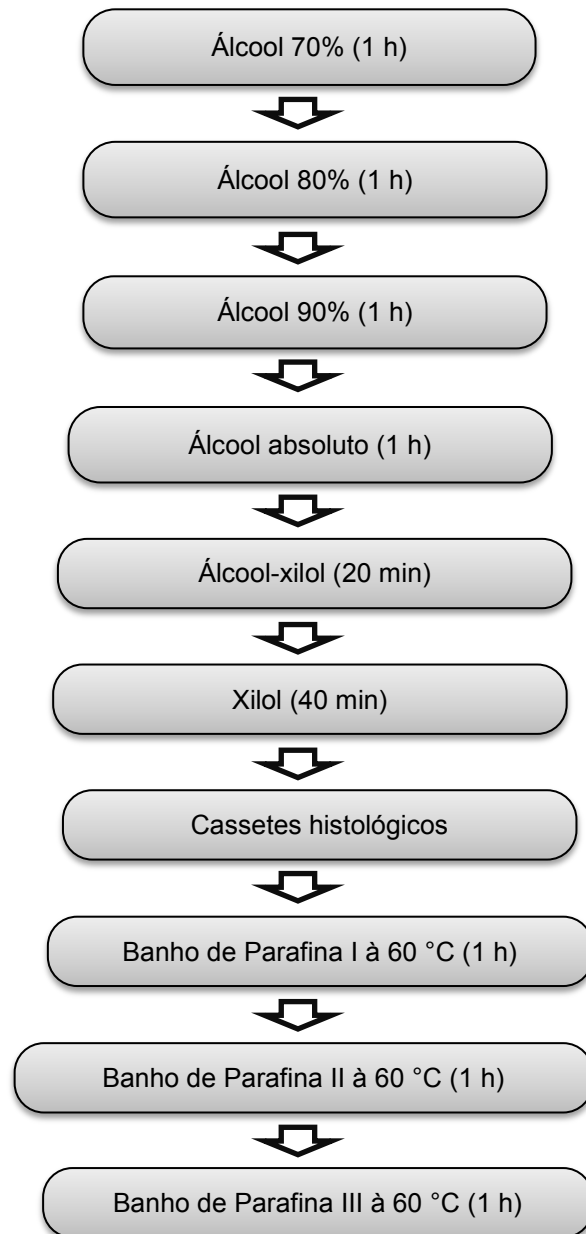 Álcool 70% (1 h)
Álcool 80% (1 h)
Álcool 90% (1 h)
Álcool absoluto (1 h)
Álcool-xilol (20 min)
Xilol (40 min)
Cassetes histológicos
Banho de Parafina I à 60 °C (1 h)
Banho de Parafina II à 60 °C (1 h)
Banho de Parafina III à 60 °C (1 h)